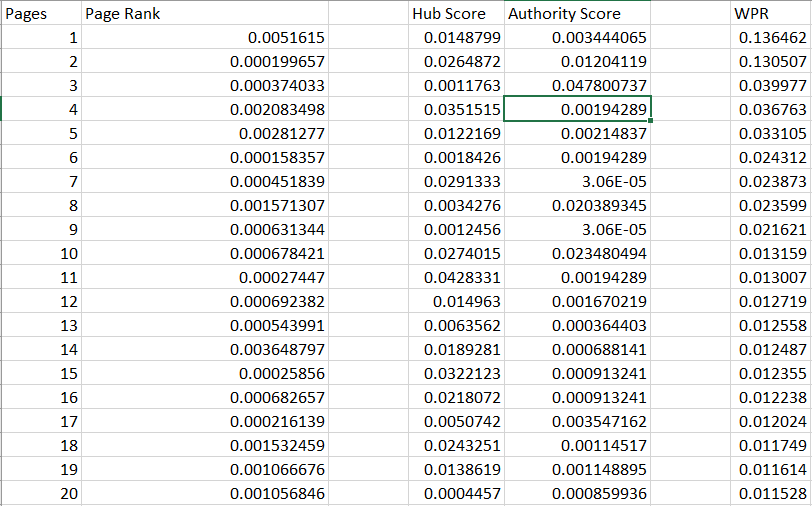 Pages Page Rank Hub Score Authority Score WPR
1 0.0051615 0.0148799 0.003444065 0.136462
2 0.000199657 0.0264872 0.01204119 0.130507
3 0.000374033 0.0011763 0.047800737 0.039977
4 0.002083498 0.0351515 0.00194289 0.036763
5 0.00281277 0.0122169 0.00214837 0.033105
6 0.000158357 0.0018426 0.00194289 0.024312
7 0.000451839 0.0291333 3.06E-05 0.023873
8 0.001571307 0.0034276 0.020389345 0.023599
9 0.000631344 0.0012456 3.06E-05 0.021621
10 0.000678421 0.0274015 0.023480494 0.013159
11 0.00027447 0.0428331 0.00194289 0.013007
12 0.000692382 0.014963 0.001670219 0.012719
13 0.000543991 0.0063562 0.000364403 0.012558
14 0.003648797 0.0189281 0.000688141 0.012487
15 0.00025856 0.0322123 0.000913241 0.012355
16 0.000682657 0.0218072 0.000913241 0.012238
17 0.000216139 0.0050742 0.003547162 0.012024
18 0.001532459 0.0243251 0.00114517 0.011749
19 0.001066676 0.0138619 0.001148895 0.011614
20 0.001056846 0.0004457 0.000859936 0.011528